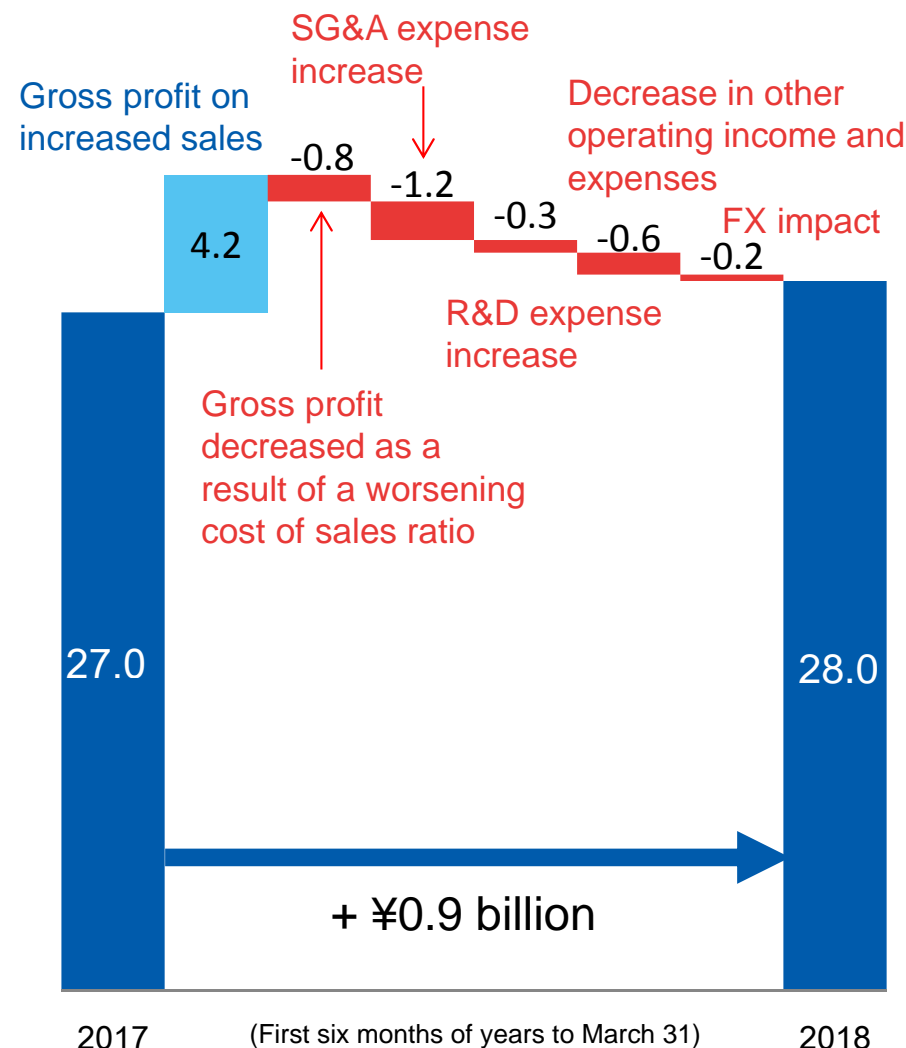 SG&A expense
increase
Gross profit on
increased sales
Decrease in other
operating income and
expenses
-0.8
-1.2
-0.3
-0.6
FX impact
-0.2
4.2
R&D expense
increase
Gross profit
decreased as a
result of a worsening
cost of sales ratio
27.0
28.0
+ ¥0.9 billion
2017
(First six months of years to March 31)
2018